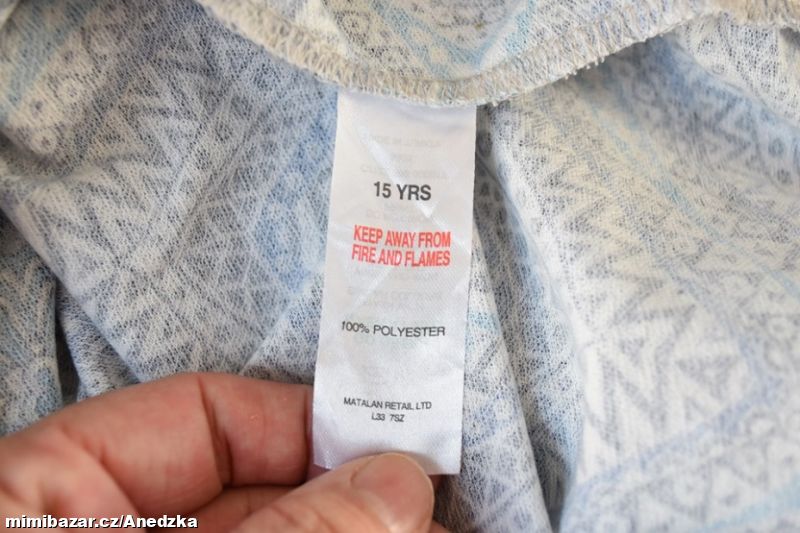 15 YRS
KEEP AWAY FROM
FIRE AND FLAMES
100% POLYESTER
MATALAN RETAIL LTD
L33 7SZ
mimibazar.cz/Anedzka